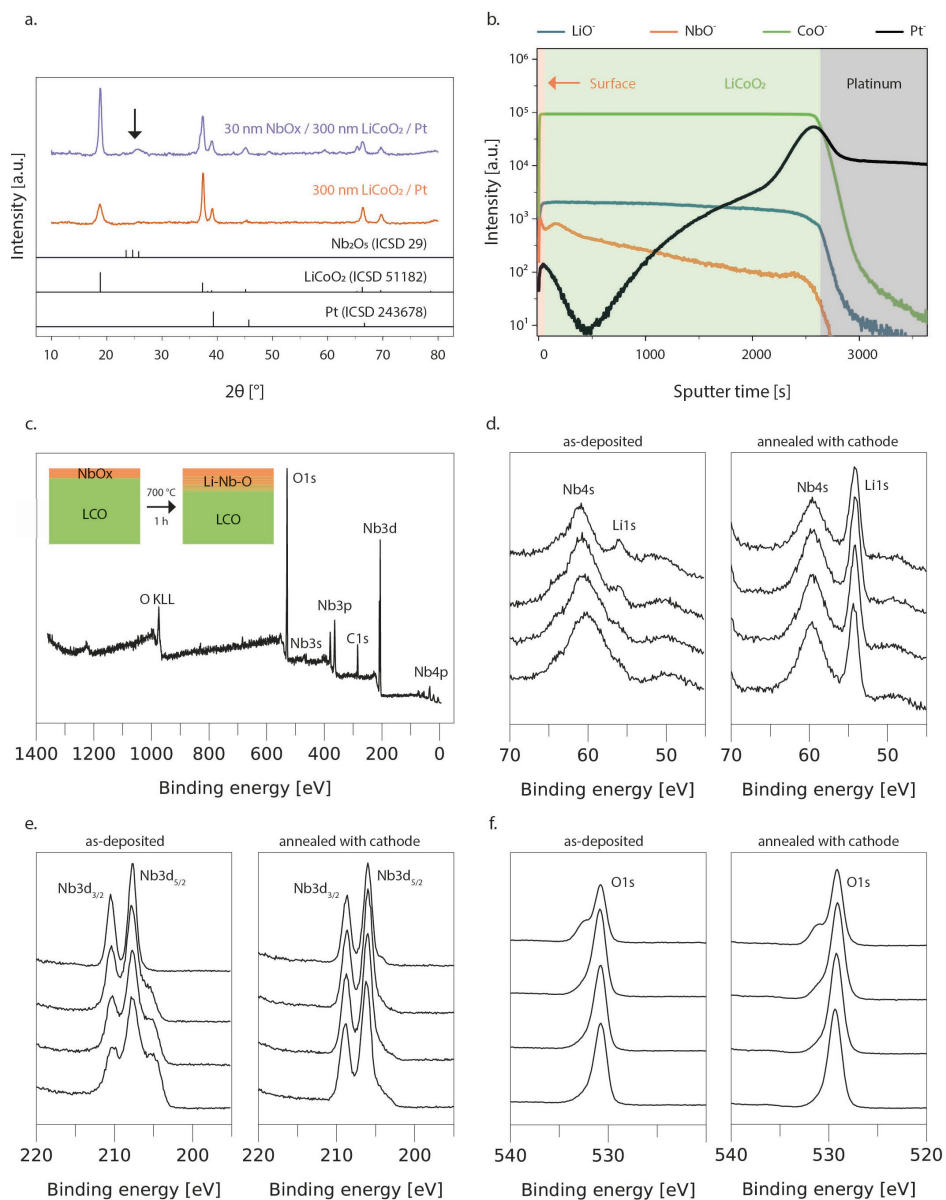 a.
30 nm NbOx / 300 nm LiCoO₂ / Pt
300 nm LiCoO₂ / Pt
Nb₂O₅ (ICSD 29)
LiCoO₂ (ICSD 51182)
Pt (ICSD 243678)
Intensity [a.u.]
10 20 30 40 50 60 70 80
2θ [°]
b.
LiO⁻ NbO⁻ CoO⁻ Pt⁻
Surface LiCoO₂ Platinum
Intensity [a.u.]
10⁶
10⁵
10⁴
10³
10²
10¹
0 1000 2000 3000
Sputter time [s]
c.
NbOx
LCO
700 °C
1 h
Li-Nb-O
LCO
O1s
Nb3d
O KLL
Nb3p
Nb3s
C1s
Nb4p
1400 1200 1000 800 600 400 200 0
Binding energy [eV]
d.
as-deposited
Nb4s
Li1s
70 60 50
Binding energy [eV]
annealed with cathode
Nb4s
Li1s
70 60 50
Binding energy [eV]
e.
as-deposited
Nb3d₃/₂
Nb3d₅/₂
220 210 200
Binding energy [eV]
annealed with cathode
Nb3d₃/₂
Nb3d₅/₂
220 210 200
Binding energy [eV]
f.
as-deposited
O1s
540 530
Binding energy [eV]
annealed with cathode
O1s
540 530 520
Binding energy [eV]